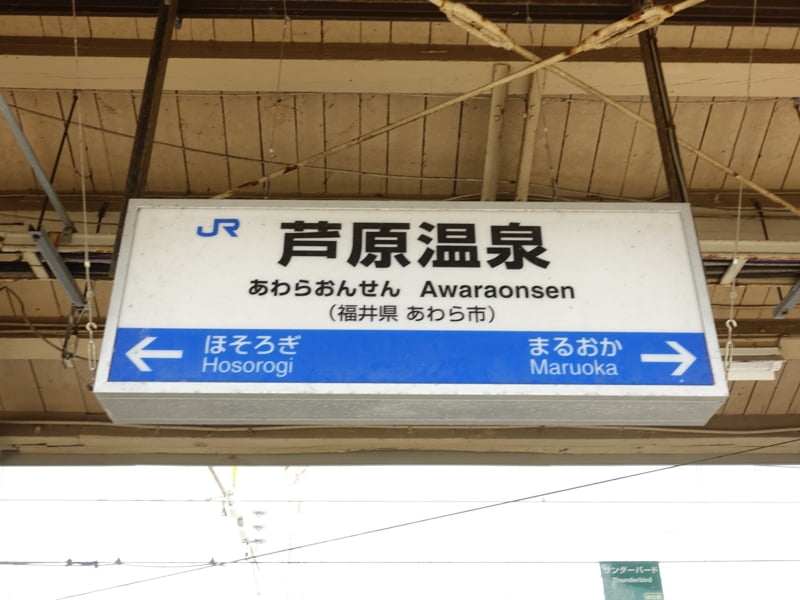 JR 芦原温泉
あわらおんせん Awaraonsen
(福井県 あわら市)
← ほそろぎ
Hosorogi
まるおか →
Maruoka
サンダーバード
Thunderbird